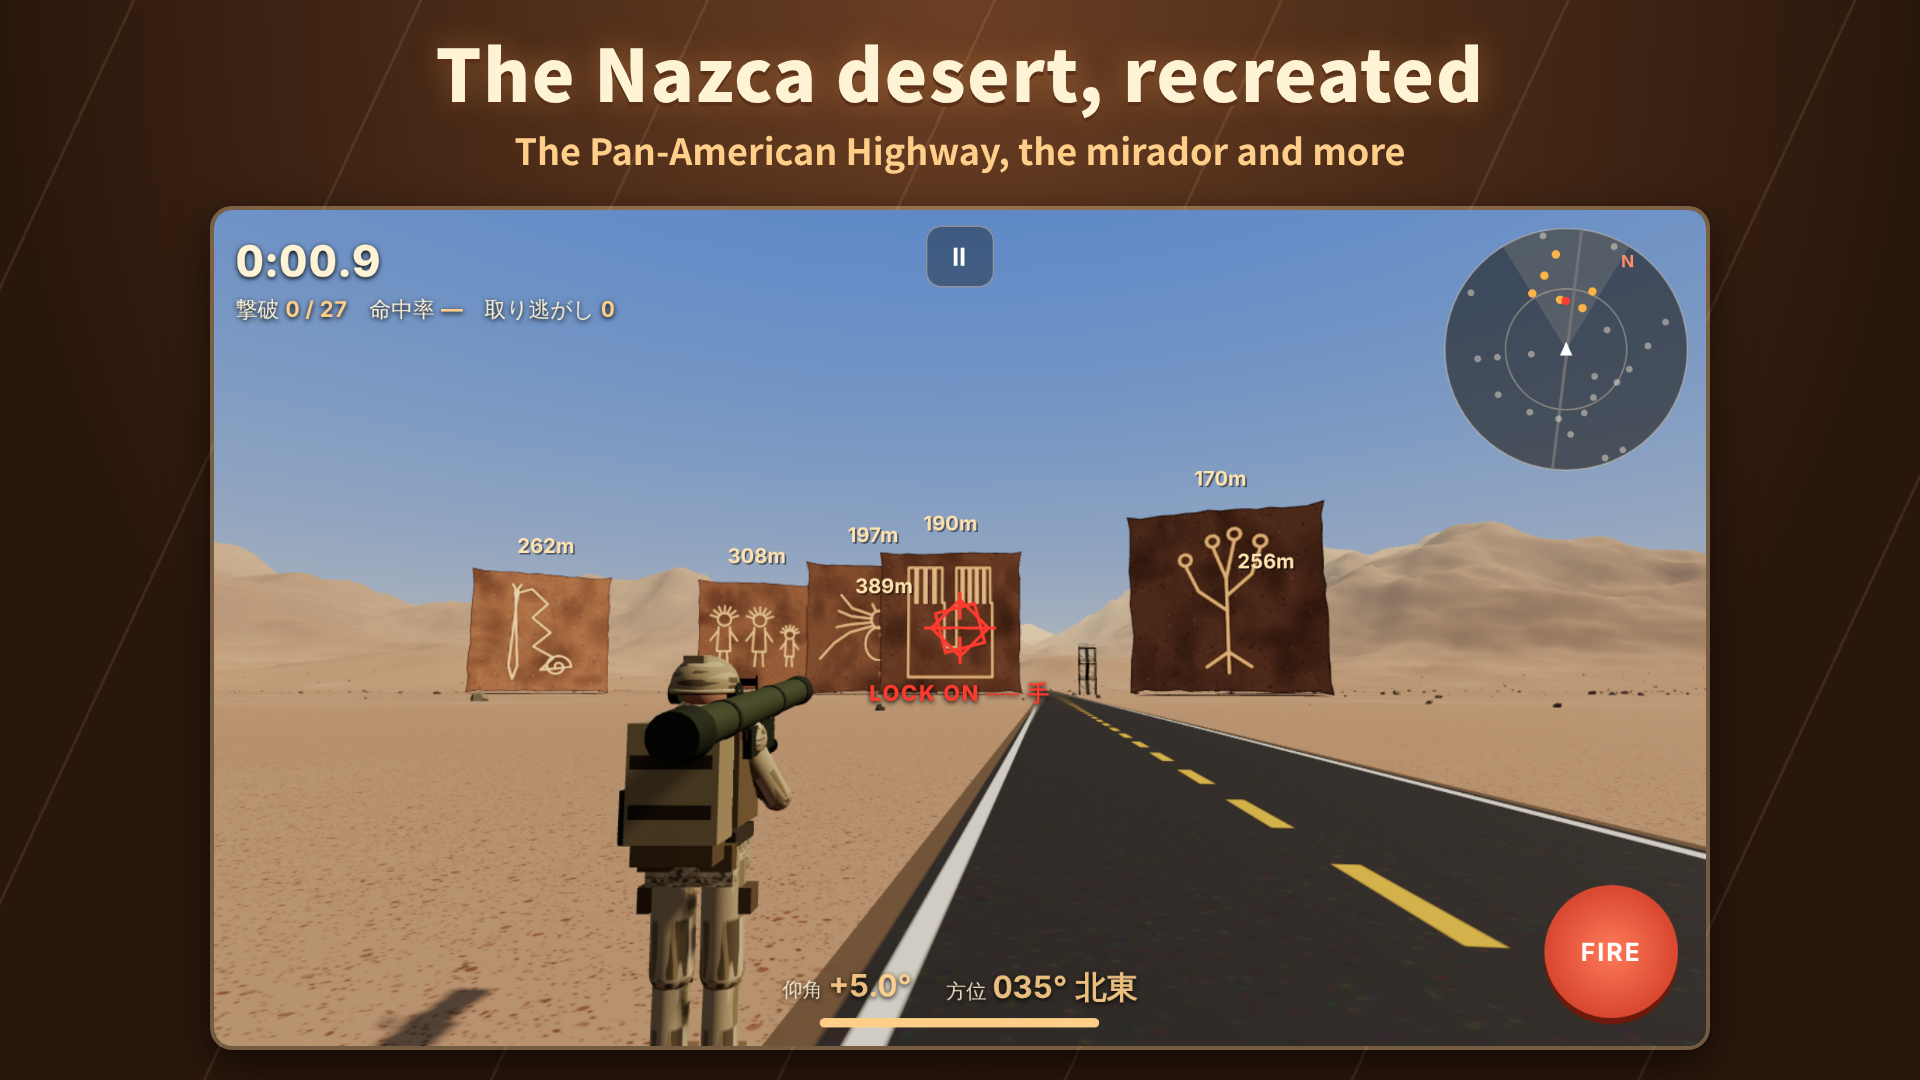 The Nazca desert, recreated
The Pan-American Highway, the mirador and more
0:00.9
撃破 0 / 27 命中率 — 取り逃がし 0
N
170m
190m
197m
262m
308m
256m
389m
LOCK ON —— 手
FIRE
仰角 +5.0° 方位 035° 北東